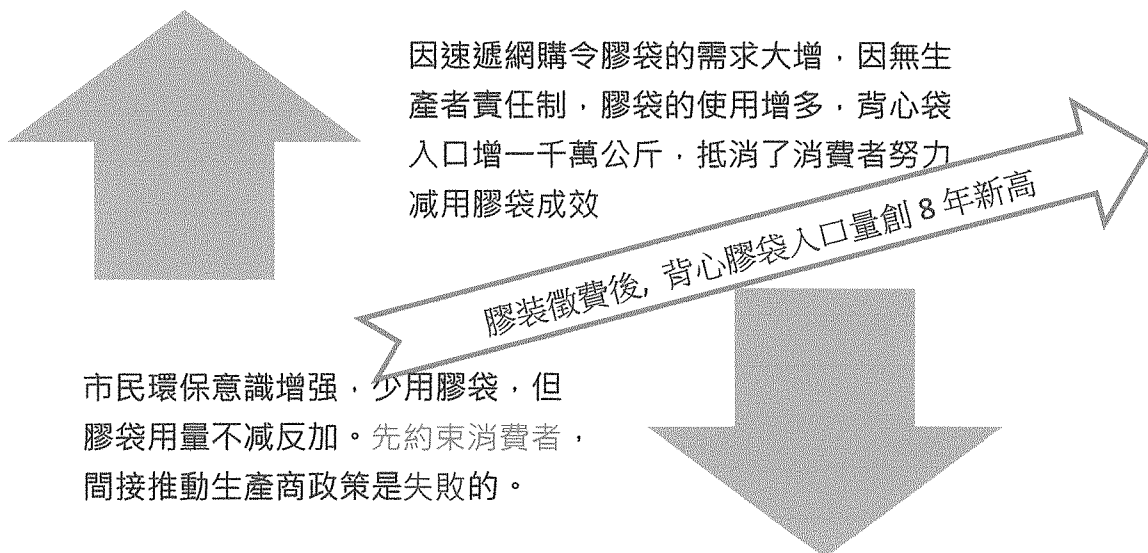 因速遞網購令膠袋的需求大增，因無生
產者責任制，膠袋的使用增多，背心袋
入口增一千萬公斤，抵消了消費者努力
减用膠袋成效
膠裝徵費後, 背心膠袋入口量創 8 年新高
市民環保意識增强，少用膠袋，但
膠袋用量不减反加。先約束消費者，
間接推動生產商政策是失敗的。